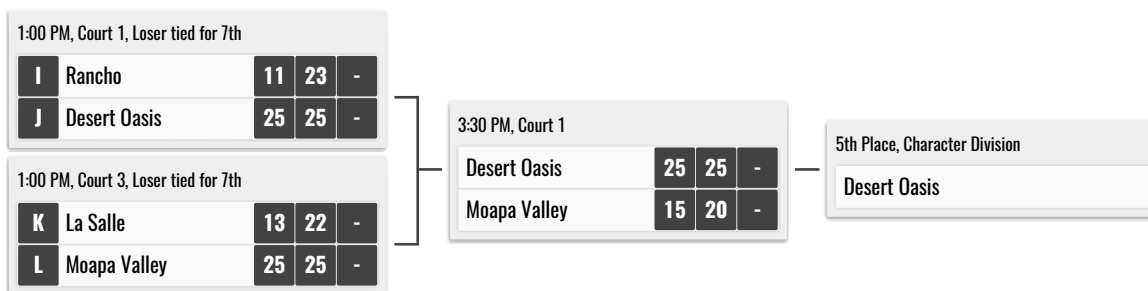 1:00 PM, Court 1, Loser tied for 7th
I Rancho 11 23 -
J Desert Oasis 25 25 -
1:00 PM, Court 3, Loser tied for 7th
K La Salle 13 22 -
L Moapa Valley 25 25 -
3:30 PM, Court 1
Desert Oasis 25 25 -
Moapa Valley 15 20 -
5th Place, Character Division
Desert Oasis